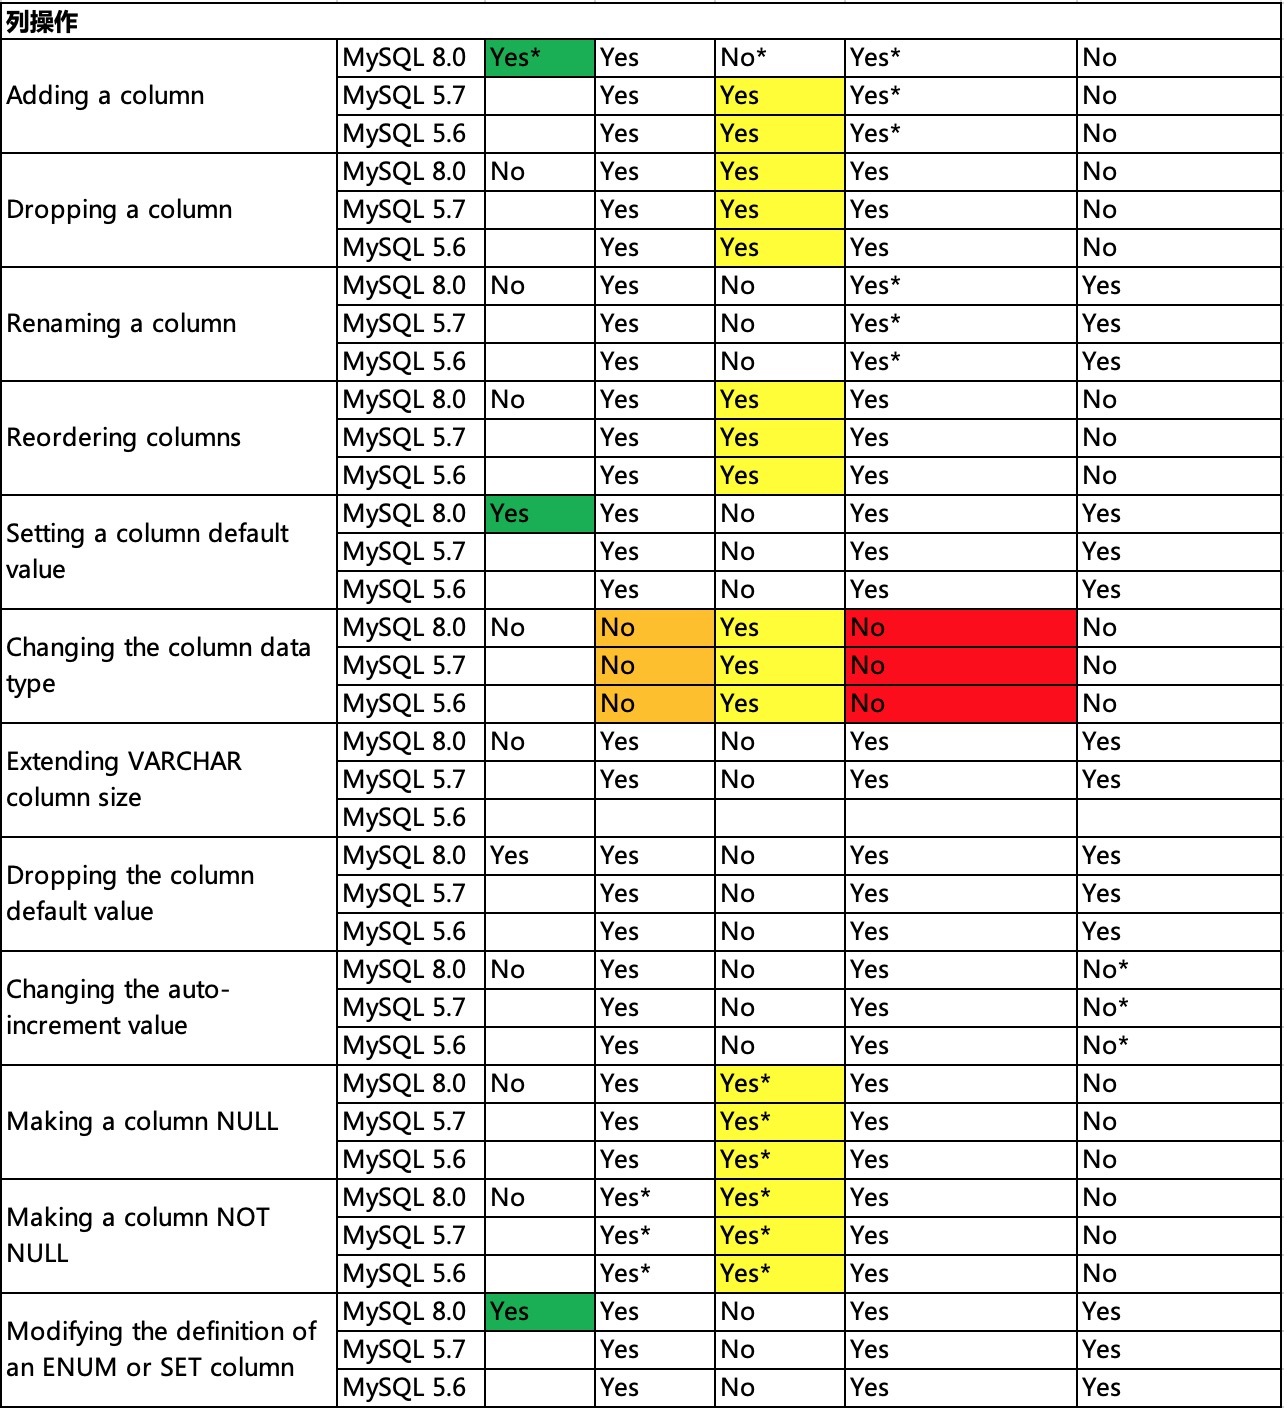 列操作
Adding a column
MySQL 8.0 Yes* Yes No* Yes* No
MySQL 5.7 Yes Yes Yes* No
MySQL 5.6 Yes Yes Yes* No
Dropping a column
MySQL 8.0 No Yes Yes Yes No
MySQL 5.7 Yes Yes Yes No
MySQL 5.6 Yes Yes Yes No
Renaming a column
MySQL 8.0 No Yes No Yes* Yes
MySQL 5.7 Yes No Yes* Yes
MySQL 5.6 Yes No Yes* Yes
Reordering columns
MySQL 8.0 No Yes Yes Yes No
MySQL 5.7 Yes Yes Yes No
MySQL 5.6 Yes Yes Yes No
Setting a column default
value
MySQL 8.0 Yes Yes No Yes Yes
MySQL 5.7 Yes No Yes Yes
MySQL 5.6 Yes No Yes Yes
Changing the column data
type
MySQL 8.0 No No Yes No No
MySQL 5.7 No Yes No No
MySQL 5.6 No Yes No No
Extending VARCHAR
column size
MySQL 8.0 No Yes No Yes Yes
MySQL 5.7 Yes No Yes Yes
MySQL 5.6
Dropping the column
default value
MySQL 8.0 Yes Yes No Yes Yes
MySQL 5.7 Yes No Yes Yes
MySQL 5.6 Yes No Yes Yes
Changing the auto-
increment value
MySQL 8.0 No Yes No Yes No*
MySQL 5.7 Yes No Yes No*
MySQL 5.6 Yes No Yes No*
Making a column NULL
MySQL 8.0 No Yes Yes* Yes No
MySQL 5.7 Yes Yes* Yes No
MySQL 5.6 Yes Yes* Yes No
Making a column NOT
NULL
MySQL 8.0 No Yes* Yes* Yes No
MySQL 5.7 Yes* Yes* Yes No
MySQL 5.6 Yes* Yes* Yes No
Modifying the definition of
an ENUM or SET column
MySQL 8.0 Yes Yes No Yes Yes
MySQL 5.7 Yes No Yes Yes
MySQL 5.6 Yes No Yes Yes